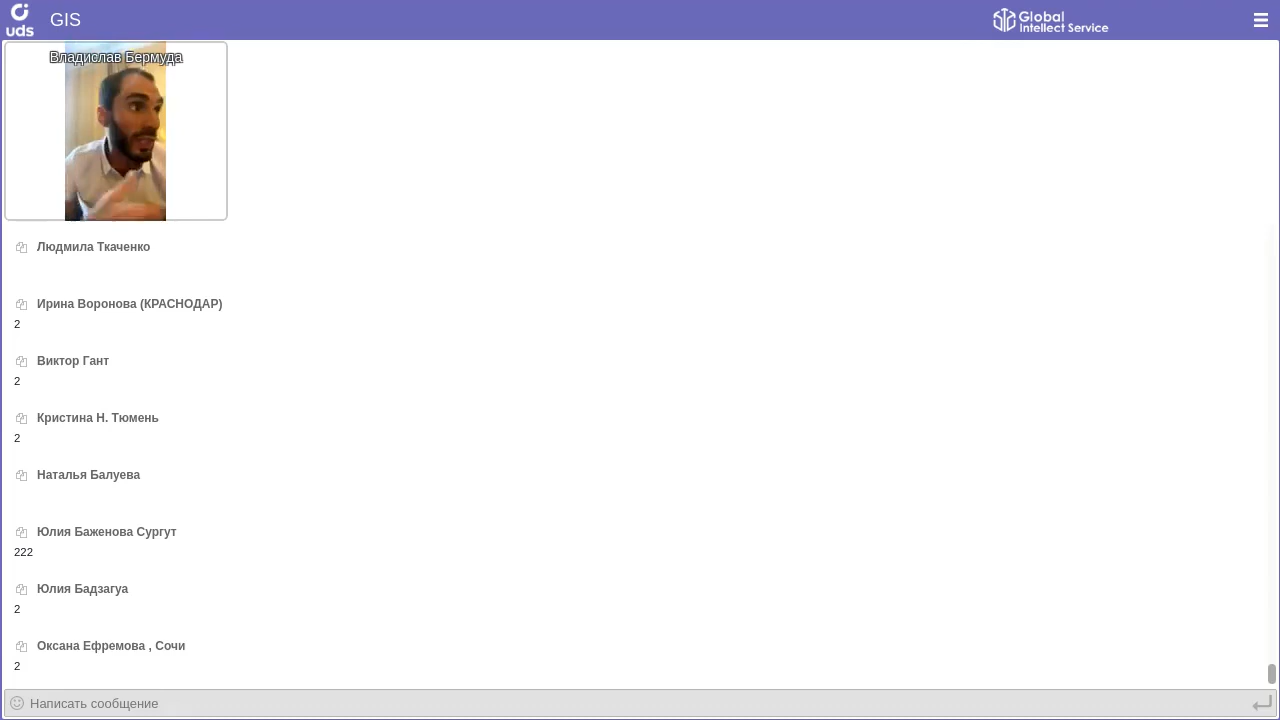 uds
GIS
Global
Intellect Service
Владислав Бермуда
Людмила Ткаченко
Ирина Воронова (КРАСНОДАР)
2
Виктор Гант
2
Кристина Н. Тюмень
2
Наталья Балуева
Юлия Баженова Сургут
222
Юлия Бадзагуа
2
Оксана Ефремова , Сочи
2
Написать сообщение